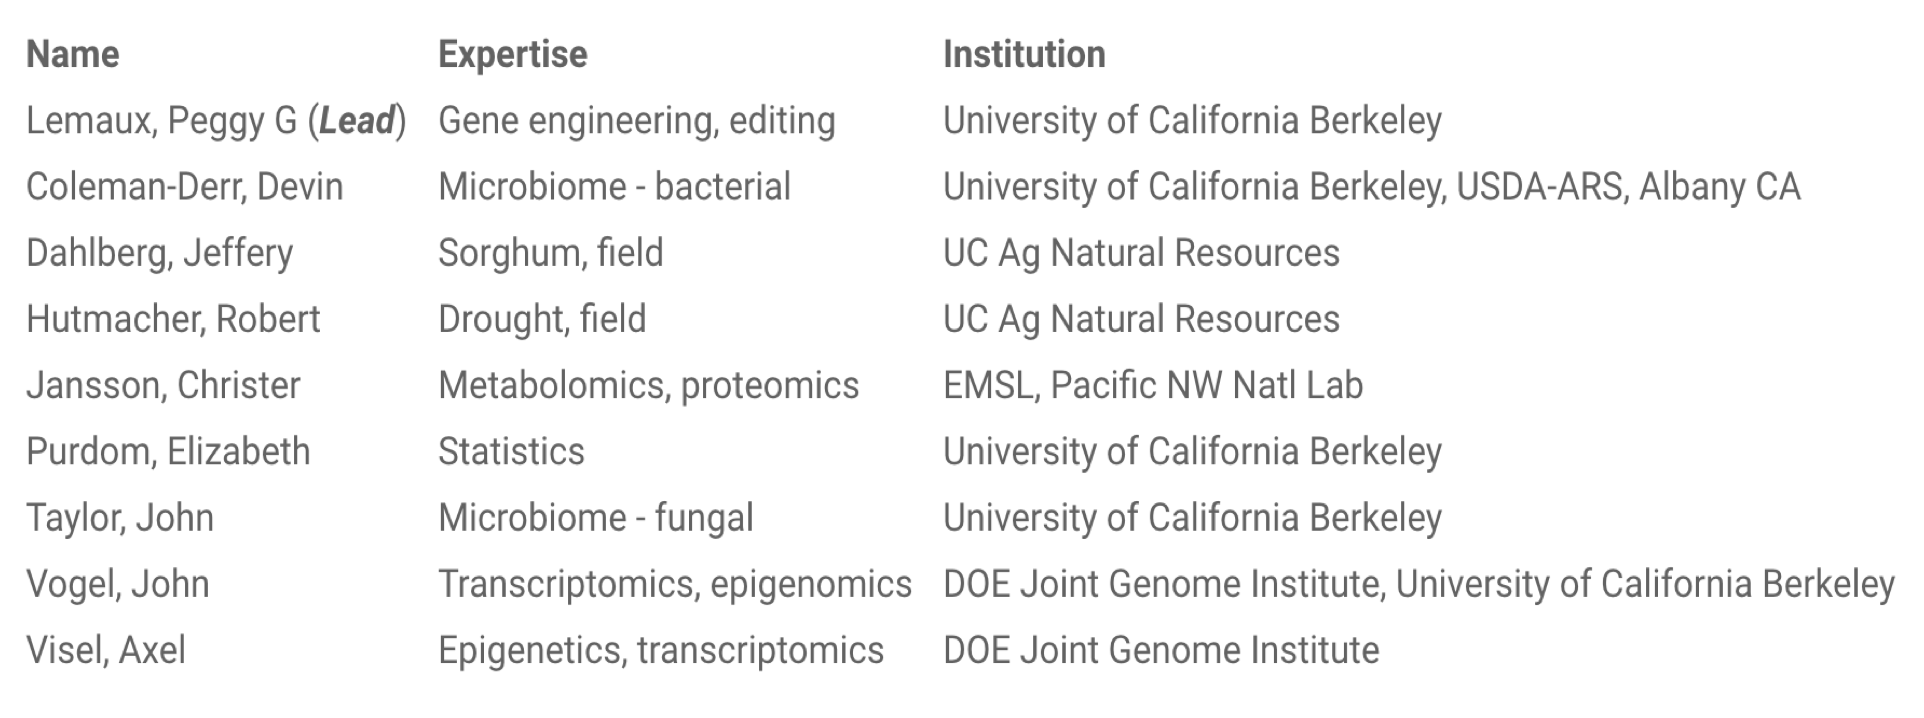 Name Expertise Institution
Lemaux, Peggy G (Lead) Gene engineering, editing University of California Berkeley
Coleman-Derr, Devin Microbiome - bacterial University of California Berkeley, USDA-ARS, Albany CA
Dahlberg, Jeffery Sorghum, field UC Ag Natural Resources
Hutmacher, Robert Drought, field UC Ag Natural Resources
Jansson, Christer Metabolomics, proteomics EMSL, Pacific NW Natl Lab
Purdom, Elizabeth Statistics University of California Berkeley
Taylor, John Microbiome - fungal University of California Berkeley
Vogel, John Transcriptomics, epigenomics DOE Joint Genome Institute, University of California Berkeley
Visel, Axel Epigenetics, transcriptomics DOE Joint Genome Institute